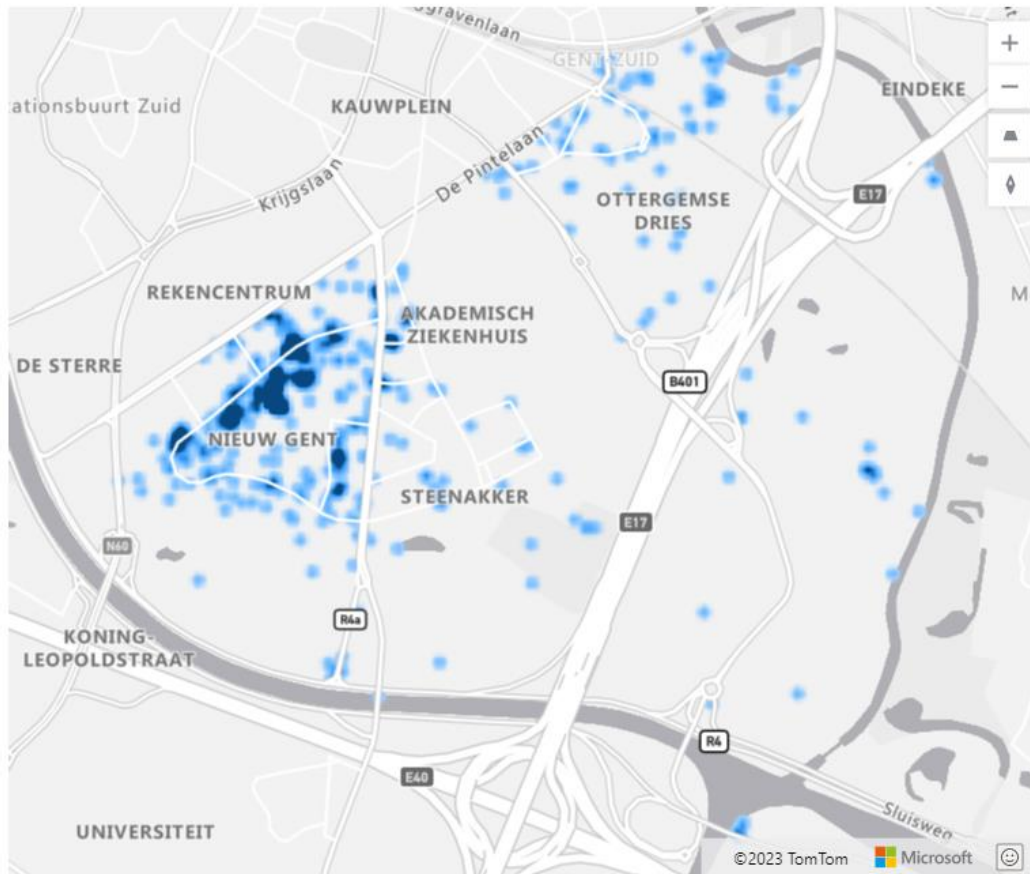 GENT-ZUID
ationsbuurt Zuid
KAUWPLEIN
EINDEKE
De Pintelaan
Krijgslaan
E17
OTTERGEMSE
DRIES
REKENCENTRUM
AKADEMISCH
ZIEKENHUIS
DE STERRE
B401
NIEUW GENT
STEENAKKER
E17
N60
R4a
KONING-
LEOPOLDSTRAAT
R4
E40
Sluisweg
UNIVERSITEIT
©2023 TomTom
Microsoft